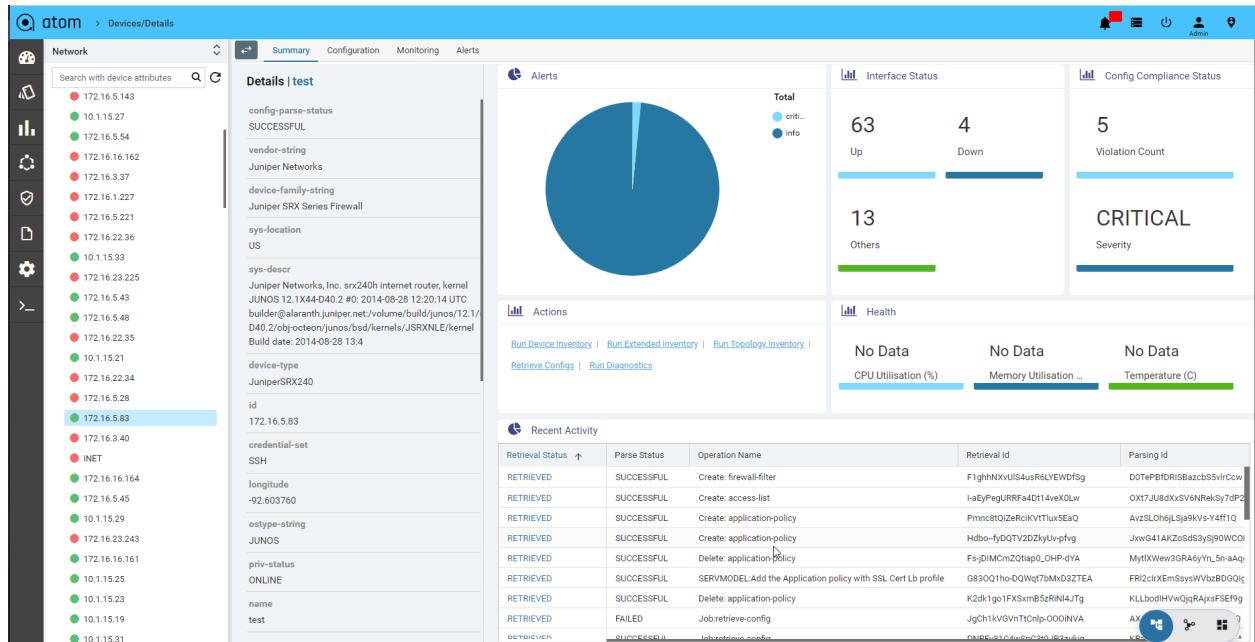 atom > Devices/Details
Admin
Network
Search with device attributes
172.16.5.143
10.1.15.27
172.16.5.54
172.16.16.162
172.16.3.37
172.16.1.227
172.16.5.221
172.16.22.36
10.1.15.33
172.16.23.225
172.16.5.43
172.16.5.48
172.16.22.35
10.1.15.21
172.16.22.34
172.16.5.28
172.16.5.83
172.16.3.40
INET
172.16.16.164
172.16.5.45
10.1.15.29
172.16.23.243
172.16.16.161
10.1.15.25
10.1.15.23
10.1.15.19
10.1.15.31
Summary Configuration Monitoring Alerts
Details | test
config-parse-status
SUCCESSFUL
vendor-string
Juniper Networks
device-family-string
Juniper SRX Series Firewall
sys-location
US
sys-descr
Juniper Networks, Inc. srx240h internet router, kernel
JUNOS 12.1X44-D40.2 #0: 2014-08-28 12:20:14 UTC
builder@alaranth.juniper.net:/volume/build/junos/12.1/
D40.2/obj-octeon/junos/bsd/kernels/JSRXNLE/kernel
Build date: 2014-08-28 13:4
device-type
JuniperSRX240
id
172.16.5.83
credential-set
SSH
longitude
-92.603760
ostype-string
JUNOS
priv-status
ONLINE
name
test
Alerts
Total
criti...
info
Interface Status
63 4
Up Down
13
Others
Config Compliance Status
5
Violation Count
CRITICAL
Severity
Actions
Run Device Inventory | Run Extended Inventory | Run Topology Inventory |
Retrieve Configs | Run Diagnostics
Health
No Data No Data No Data
CPU Utilisation (%) Memory Utilisation ... Temperature (C)
Recent Activity
Retrieval Status Parse Status Operation Name Retrieval Id Parsing Id
RETRIEVED SUCCESSFUL Create: firewall-filter
RETRIEVED SUCCESSFUL Create: access-list
RETRIEVED SUCCESSFUL Create: application-policy
RETRIEVED SUCCESSFUL Create: application-policy
RETRIEVED SUCCESSFUL Delete: application-policy
RETRIEVED SUCCESSFUL SERVMODEL:Add the Application policy with SSL Cert Lb profile
RETRIEVED SUCCESSFUL Delete: application-policy
RETRIEVED FAILED Job:retrieve-config
RETRIEVED SUCCESSFUL Job:retrieve-config